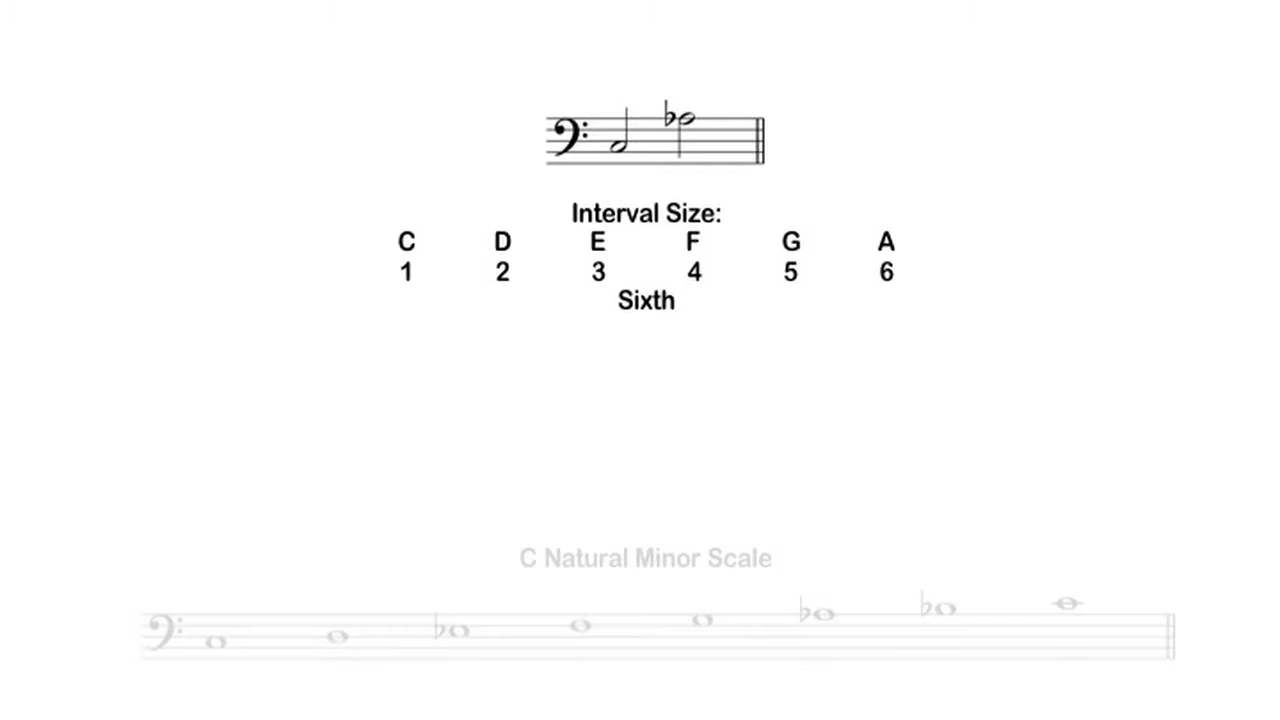 Interval Size:
C D E F G A
1 2 3 4 5 6
Sixth
C Natural Minor Scale